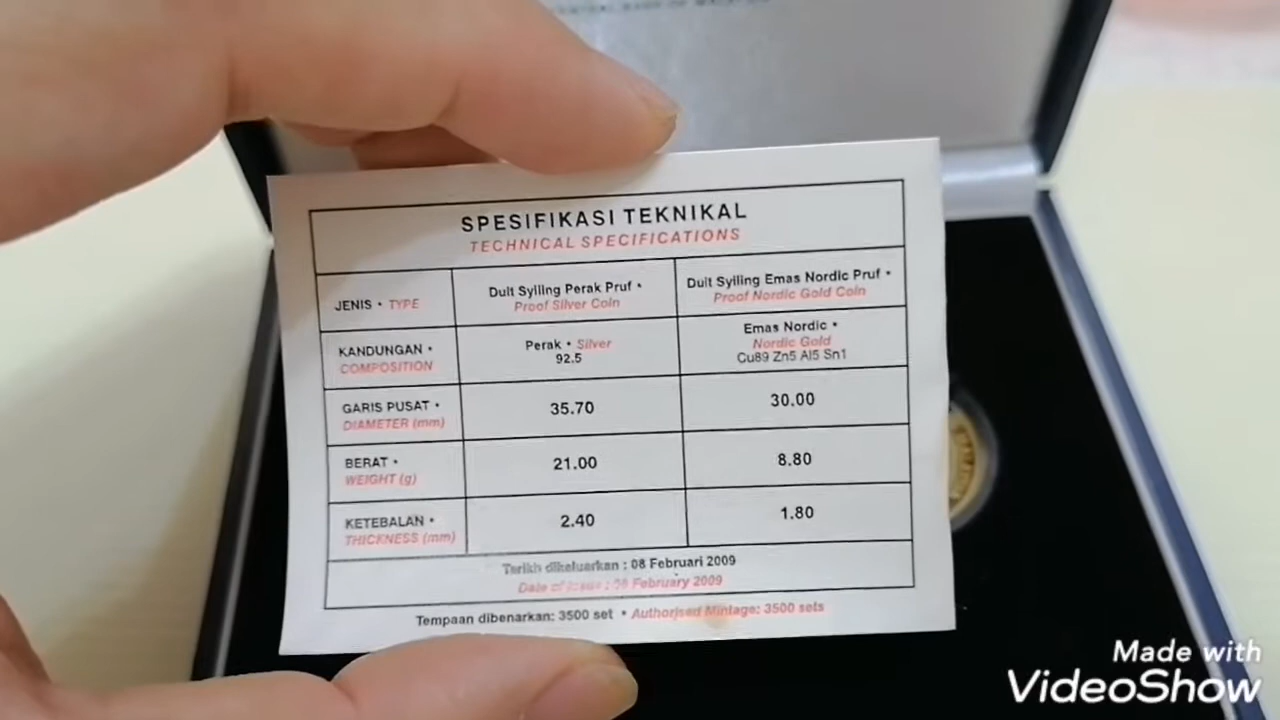 SPESIFIKASI TEKNIKAL
TECHNICAL SPECIFICATIONS
JENIS • TYPE
Duit Syiling Perak Pruf •
Proof Silver Coin
Duit Syiling Emas Nordic Pruf •
Proof Nordic Gold Coin
KANDUNGAN •
COMPOSITION
Perak • Silver
92.5
Emas Nordic •
Nordic Gold
Cu89 Zn5 Al5 Sn1
GARIS PUSAT •
DIAMETER (mm)
35.70
30.00
BERAT •
WEIGHT (g)
21.00
8.80
KETEBALAN •
THICKNESS (mm)
2.40
1.80
Tarikh dikeluarkan : 08 Februari 2009
Date of Issue : 08 February 2009
Tempaan dibenarkan: 3500 set • Authorised Mintage: 3500 sets
Made with
VideoShow